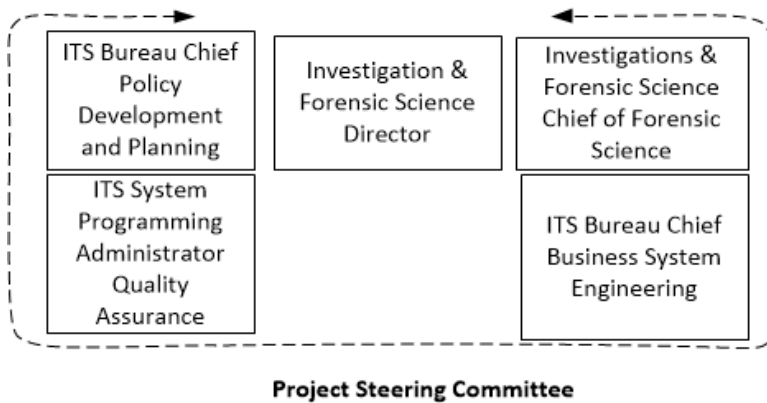 ITS Bureau Chief
Policy
Development
and Planning
Investigation &
Forensic Science
Director
Investigations &
Forensic Science
Chief of Forensic
Science
ITS System
Programming
Administrator
Quality
Assurance
ITS Bureau Chief
Business System
Engineering
Project Steering Committee